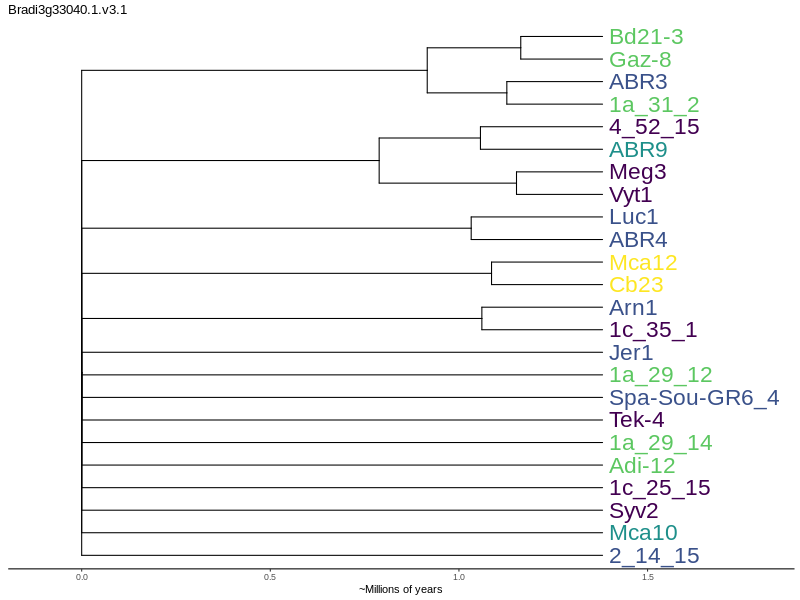 Bradi3g33040.1.v3.1
Bd21-3
Gaz-8
ABR3
1a_31_2
4_52_15
ABR9
Meg3
Vyt1
Luc1
ABR4
Mca12
Cb23
Arn1
1c_35_1
Jer1
1a_29_12
Spa-Sou-GR6_4
Tek-4
1a_29_14
Adi-12
1c_25_15
Syv2
Mca10
2_14_15
0.0 0.5 1.0 1.5
~Millions of years